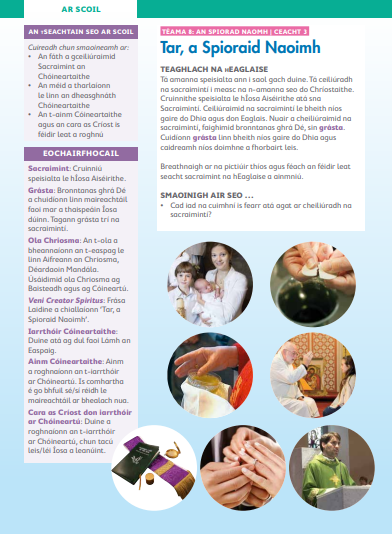 AR SCOIL
AN tSEACHTAIN SEO AR SCOIL
Cuireadh chun smaoineamh ar:
• An fáth a gceiliúraimid
Sacraimint an
Chóineartaithe
• An méid a tharlaíonn
le linn an dheasghnáth
Chóineartaithe
• An t-ainm Cóineartaithe
agus an cara as Críost is
féidir leat a roghnú
EOCHAIRFHOCAIL
Sacraimint: Cruinniú
speisialta le hÍosa Aiséirithe.
Grásta: Bronntanas ghrá Dé
a chuidíonn linn maireachtáil
faoi mar a thaispeáin Íosa
dúinn. Tagann grásta trí na
sacraimintí.
Ola Chriosma: An t-ola a
bheannaíonn an t-easpag le
linn Aifreann an Chriosma,
Déardaoin Mandála.
Úsáidimid ola Chriosma ag
Baisteadh agus ag Cóineartú.
Veni Creator Spiritus: Frása
Laidine a chiallaíonn 'Tar, a
Spioraid Naoimh'.
Iarrthóir Cóineartaithe:
Duine atá ag dul faoi Lámh an
Easpaig.
Ainm Cóineartaithe: Ainm
a roghnaíonn an t-iarrthóir
ar Chóineartú. Is comhartha
é go bhfuil sé/sí réidh le
maireachtáil ar bhealach nua.
Cara as Críost don iarrthóir
ar Chóineartú: Duine a
roghnaíonn an t-iarrthóir
ar Chóineartú, chun tacú
leis/léi Íosa a leanúint.
TÉAMA 8: AN SPIORAD NAOMH | CEACHT 3
Tar, a Spioraid Naoimh
TEAGHLACH NA hEAGLAISE
Tá amanna speisialta ann i saol gach duine. Tá ceiliúradh
na sacraimintí i measc na n-amanna seo do Chríostaithe.
Cruinnithe speisialta le hÍosa Aiséirithe atá sna
Sacraimintí. Ceiliúraimid na sacraimintí le bheith níos
gaire do Dhia agus don Eaglais. Nuair a cheiliúraimid na
sacraimintí, faighimid bronntanas ghrá Dé, sin grásta.
Cuidíonn grásta linn bheith níos gaire do Dhia agus
caidreamh níos doimhne a fhorbairt leis.
Breathnaigh ar na pictiúir thíos agus féach an féidir leat
seacht sacraimint na hEaglaise a ainmniú.
SMAOINIGH AIR SEO ...
• Cad iad na cuimhní is fearr atá agat ar cheiliúradh na
sacraimintí?